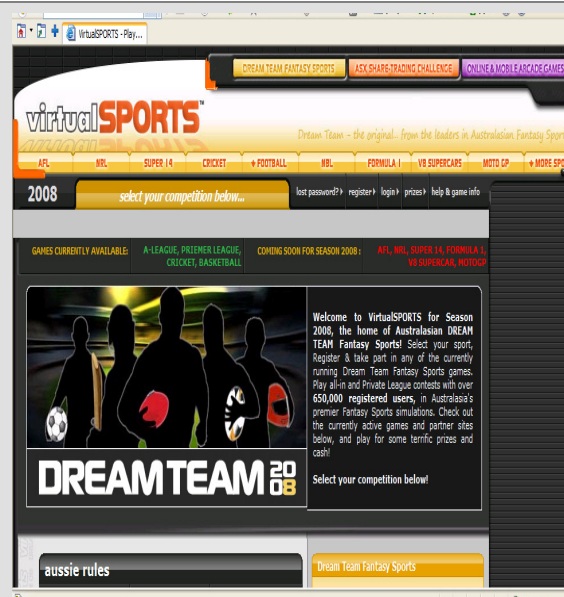 VirtualSPORTS - Play...
DREAM TEAM FANTASY SPORTS
ASX SHARE-TRADING CHALLENGE
ONLINE & MOBILE ARCADE GAMES
virtualSPORTS™
Dream Team - the original.. from the leaders in Australasian Fantasy Sport
AFL NRL SUPER 14 CRICKET + FOOTBALL NBL FORMULA 1 V8 SUPERCARS MOTO GP + MORE SPO
2008 select your competition below... lost password? register login prizes help & game info
GAMES CURRENTLY AVAILABLE: A-LEAGUE, PRIEMER LEAGUE, COMING SOON FOR SEASON 2008 : AFL, NRL, SUPER 14, FORMULA 1,
CRICKET, BASKETBALL V8 SUPERCAR, MOTOGP
Welcome to VirtualSPORTS for Season
2008, the home of Australasian DREAM
TEAM Fantasy Sports! Select your sport,
Register & take part in any of the currently
running Dream Team Fantasy Sports games.
Play all-in and Private League contests with over
650,000 registered users, in Australasia's
premier Fantasy Sports simulations. Check out
the currently active games and partner sites
below, and play for some terrific prizes and
cash!
Select your competition below!
DREAMTEAM 2008
aussie rules
Dream Team Fantasy Sports